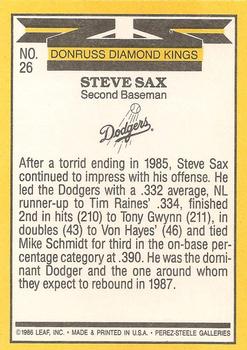 NO.
26
DONRUSS DIAMOND KINGS
STEVE SAX
Second Baseman
Dodgers
After a torrid ending in 1985, Steve Sax
continued to impress with his offense. He
led the Dodgers with a .332 average, NL
runner-up to Tim Raines' .334, finished
2nd in hits (210) to Tony Gwynn (211), in
doubles (43) to Von Hayes' (46) and tied
Mike Schmidt for third in the on-base per-
centage category at .390. He was the dom-
inant Dodger and the one around whom
they expect to rebound in 1987.
©1986 LEAF, INC. • MADE & PRINTED IN U.S.A. • PEREZ-STEELE GALLERIES